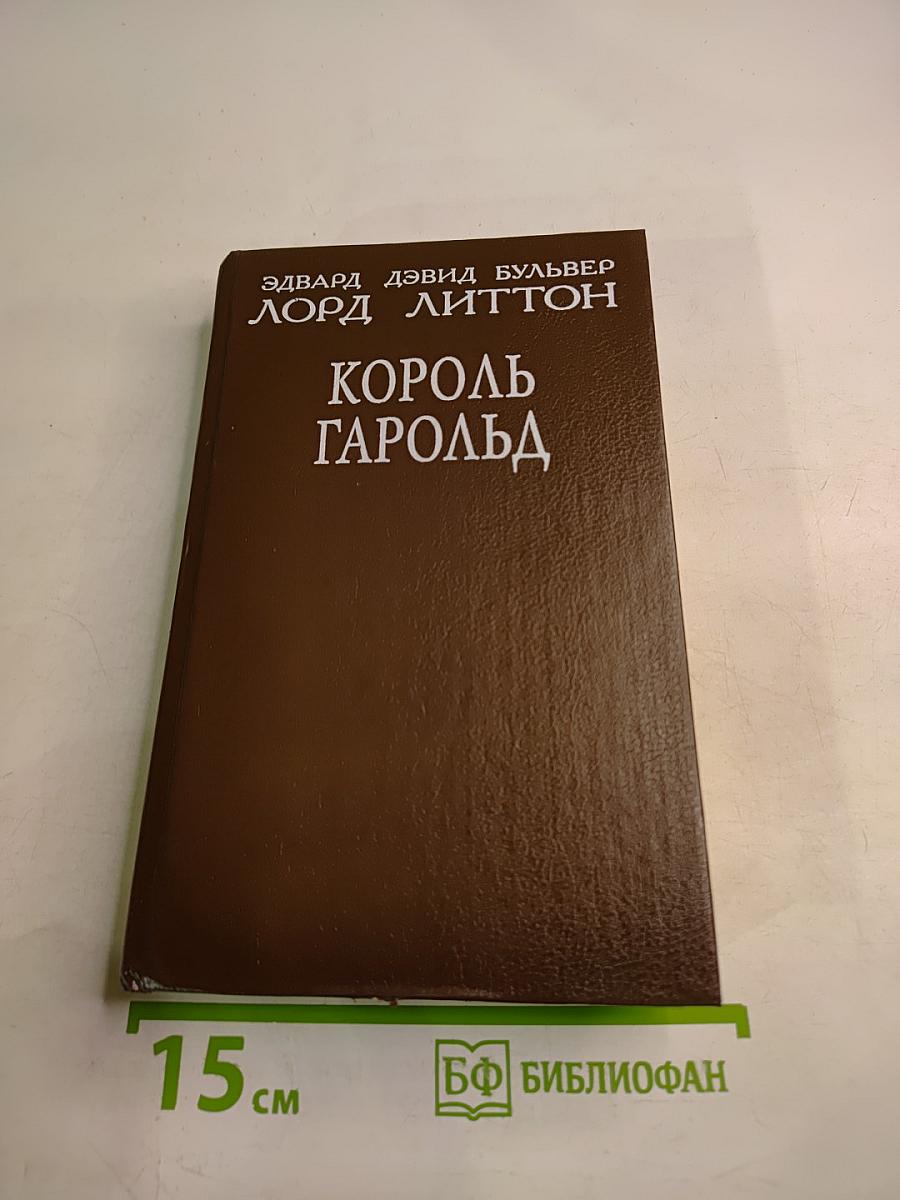 ЭДВАРД ДЭВИД БУЛЬВЕР
ЛОРД ЛИТТОН
КОРОЛЬ
ГАРОЛЬД
15 см
БФ БИБЛИОФАН